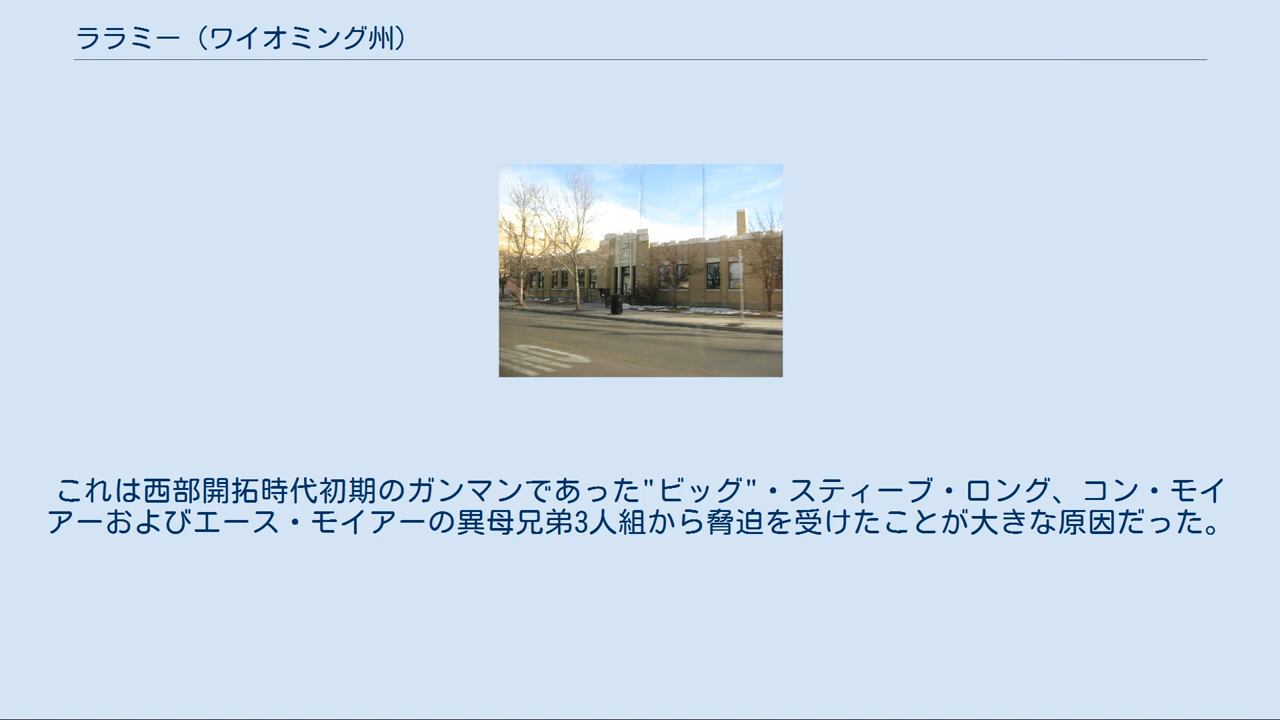 ララミー（ワイオミング州）
これは西部開拓時代初期のガンマンであった"ビッグ"・スティーブ・ロング、コン・モイ
アーおよびエース・モイアーの異母兄弟3人組から脅迫を受けたことが大きな原因だった。